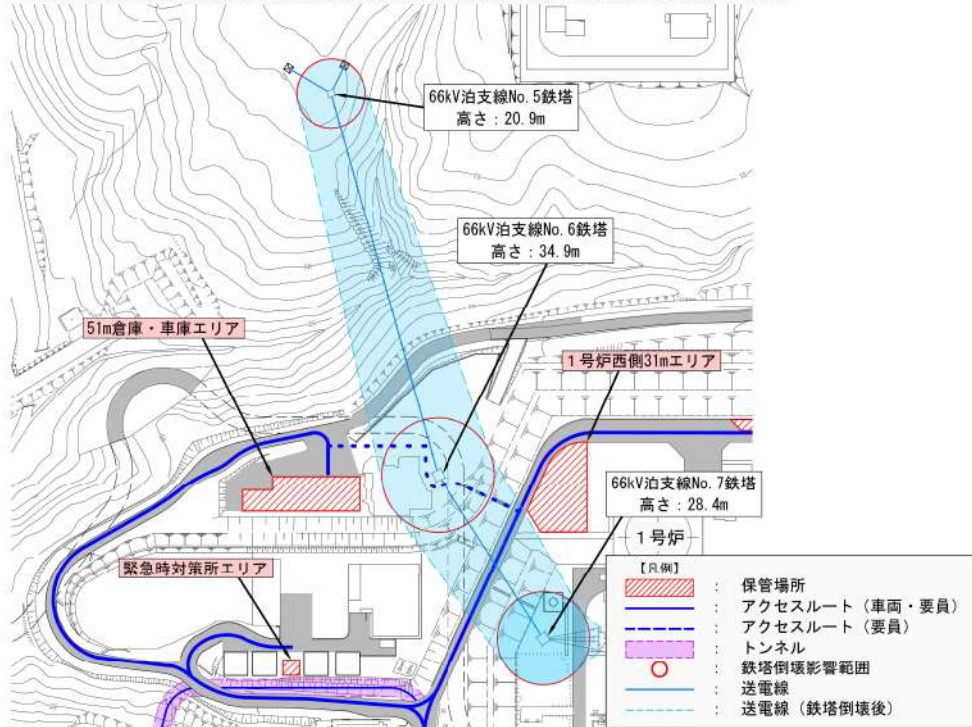 66kV泊支線No.5鉄塔
高さ：20.9m
66kV泊支線No.6鉄塔
高さ：34.9m
51m倉庫・車庫エリア
１号炉西側31mエリア
66kV泊支線No.7鉄塔
高さ：28.4m
１号炉
緊急時対策所エリア
【凡例】
： 保管場所
： アクセスルート（車両・要員）
： アクセスルート（要員）
： トンネル
： 鉄塔倒壊影響範囲
： 送電線
： 送電線（鉄塔倒壊後）